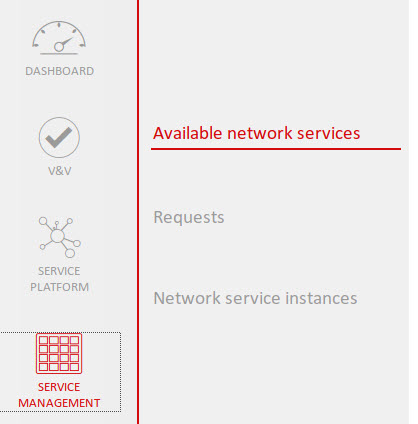 DASHBOARD
V&V
SERVICE
PLATFORM
SERVICE
MANAGEMENT
Available network services
Requests
Network service instances